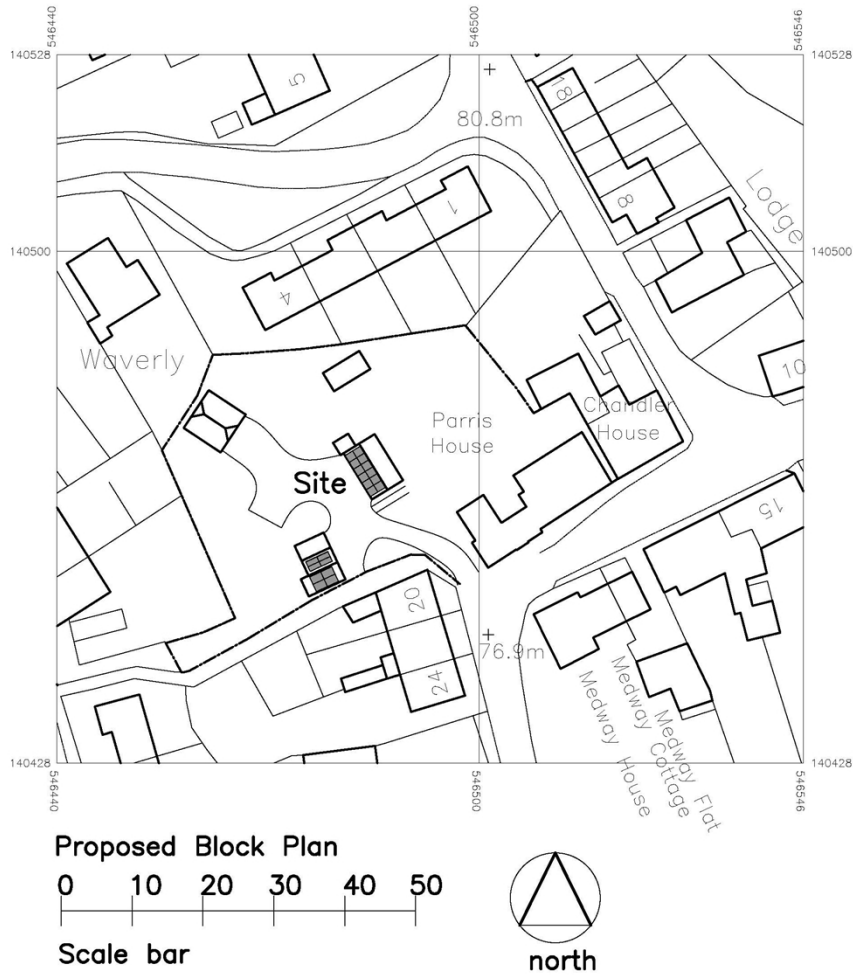 546440
546500
546546
140528
140528
5
80.8m
18
8
Lodge
1
140500
140500
4
Waverly
10
Parris
House
Chandler
House
Site
15
20
24
76.9m
Medway House
Medway Cottage
Medway Flat
140428
140428
546440
546500
546546
Proposed Block Plan
0 10 20 30 40 50
Scale bar
north